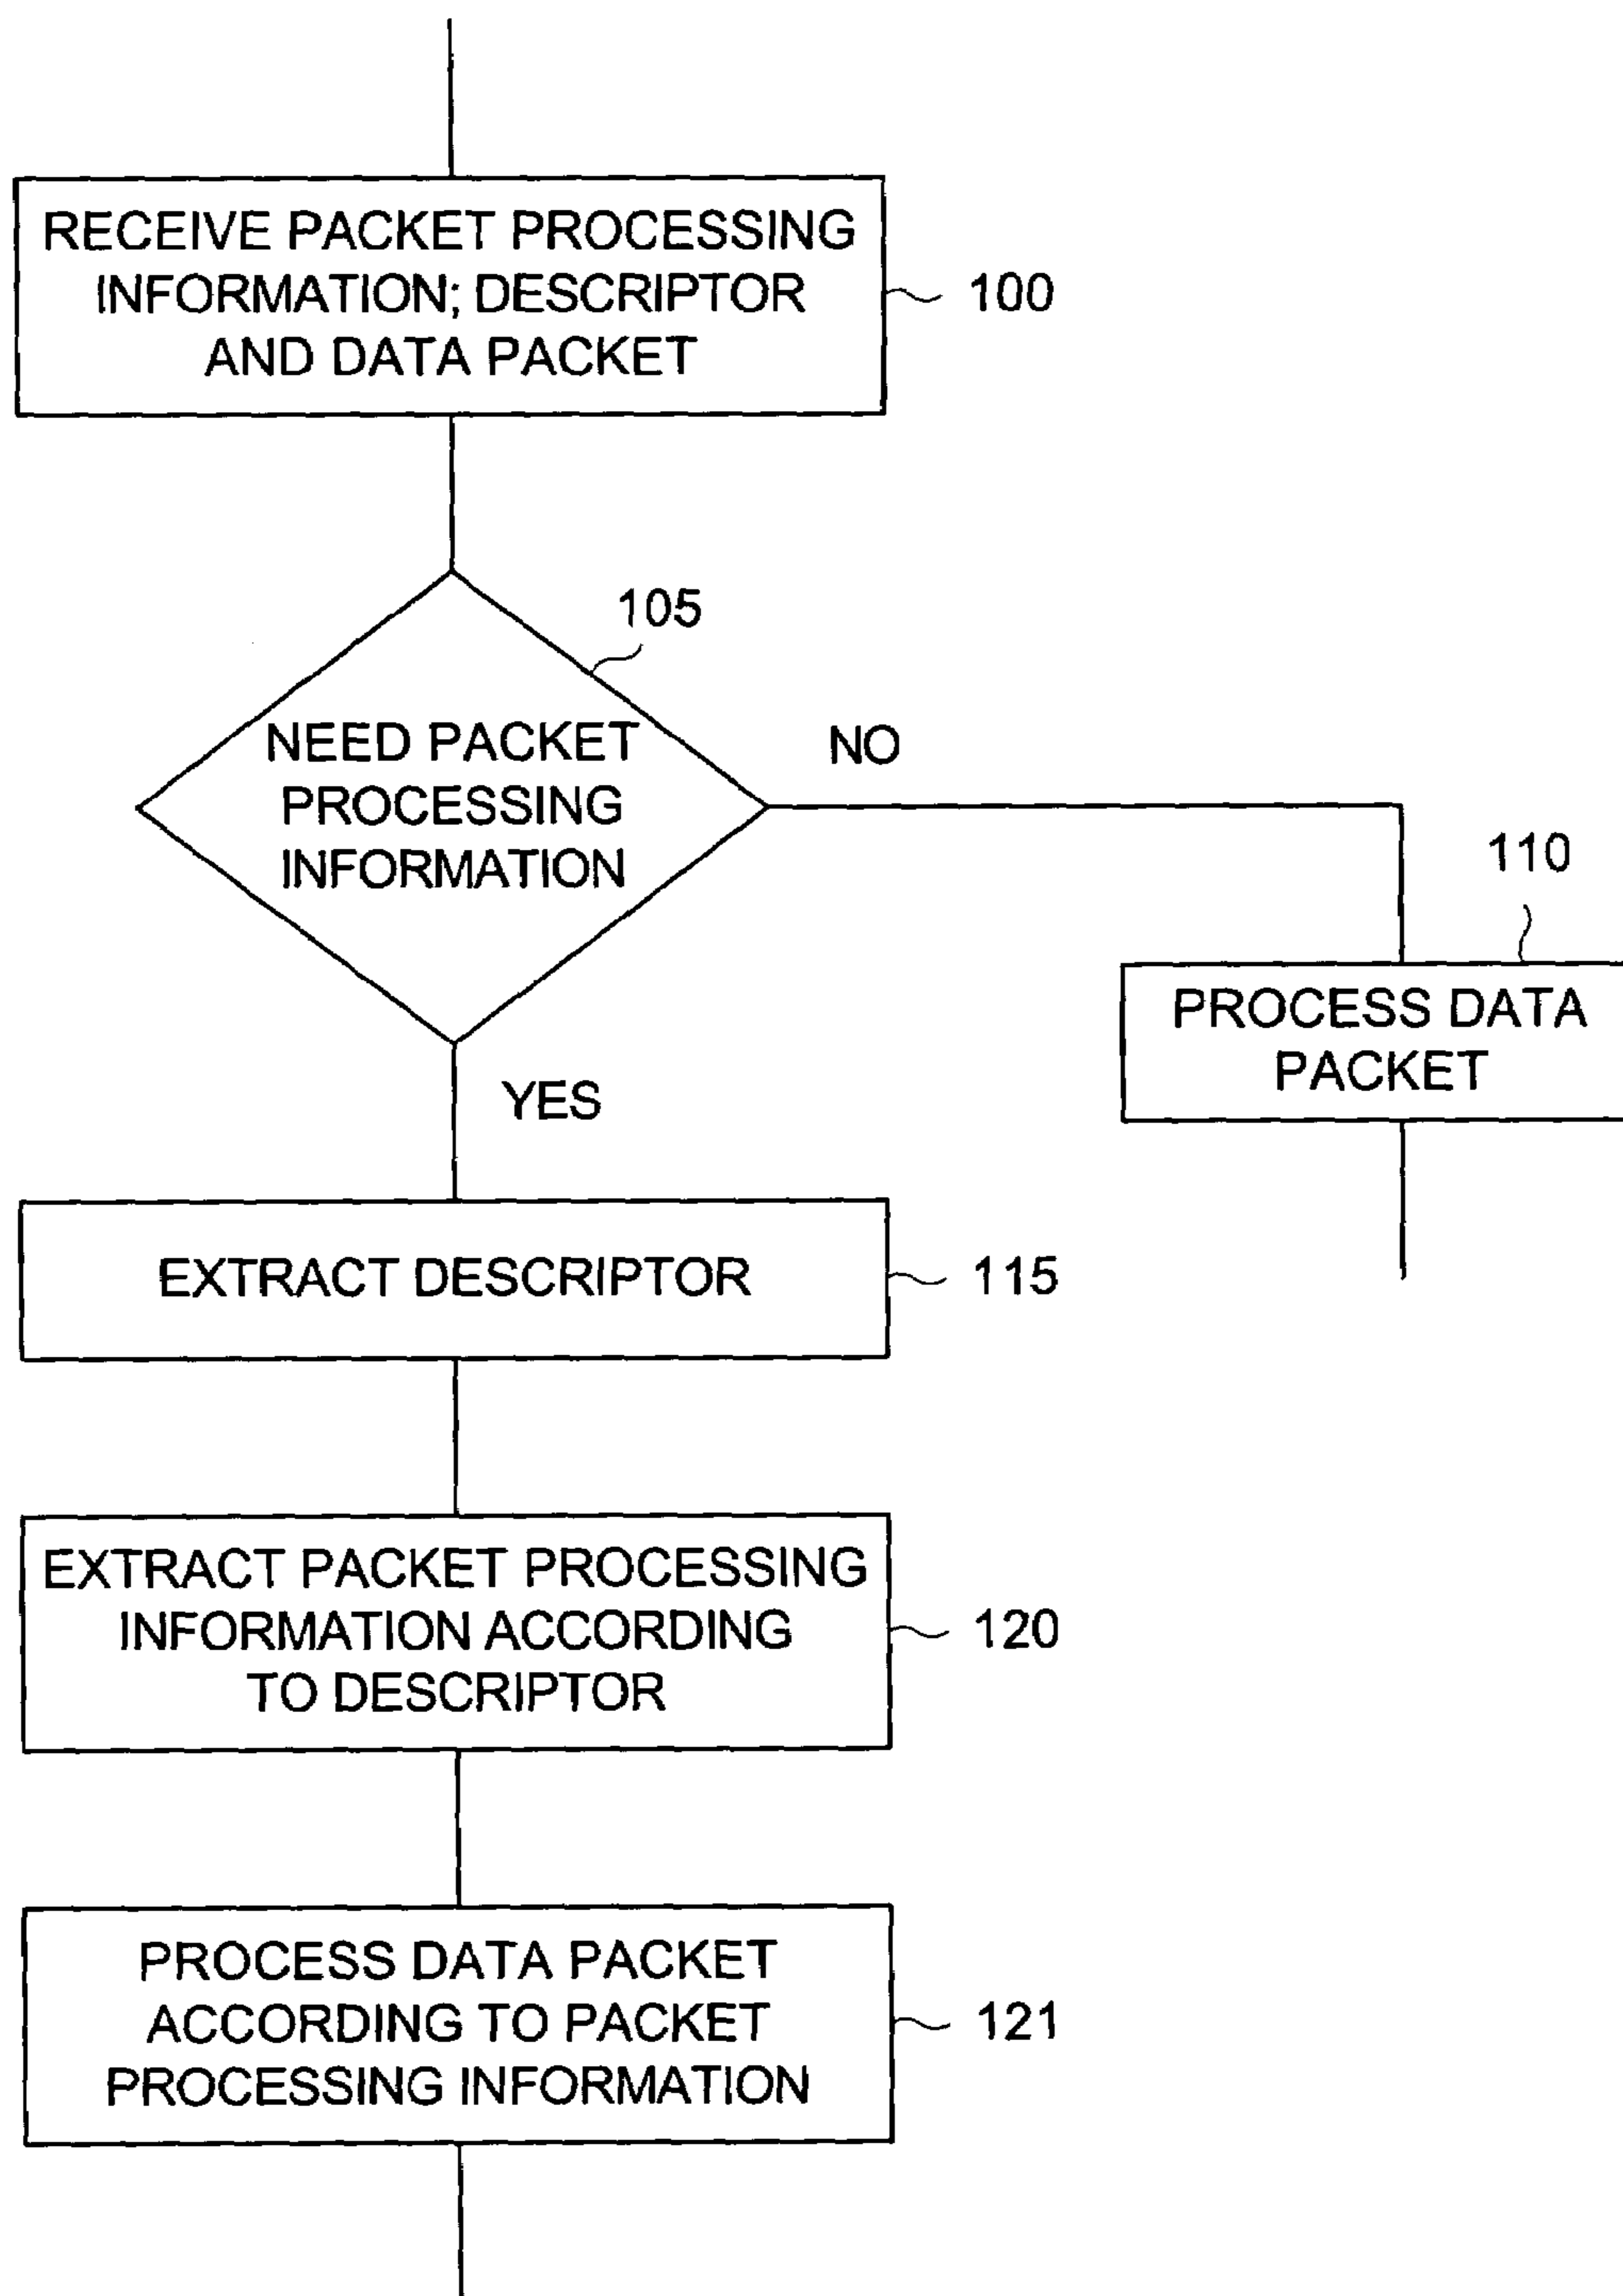 RECEIVE PACKET PROCESSING
INFORMATION; DESCRIPTOR
AND DATA PACKET
100
105
NEED PACKET
PROCESSING
INFORMATION
NO
110
PROCESS DATA
PACKET
YES
EXTRACT DESCRIPTOR
115
EXTRACT PACKET PROCESSING
INFORMATION ACCORDING
TO DESCRIPTOR
120
PROCESS DATA PACKET
ACCORDING TO PACKET
PROCESSING INFORMATION
121